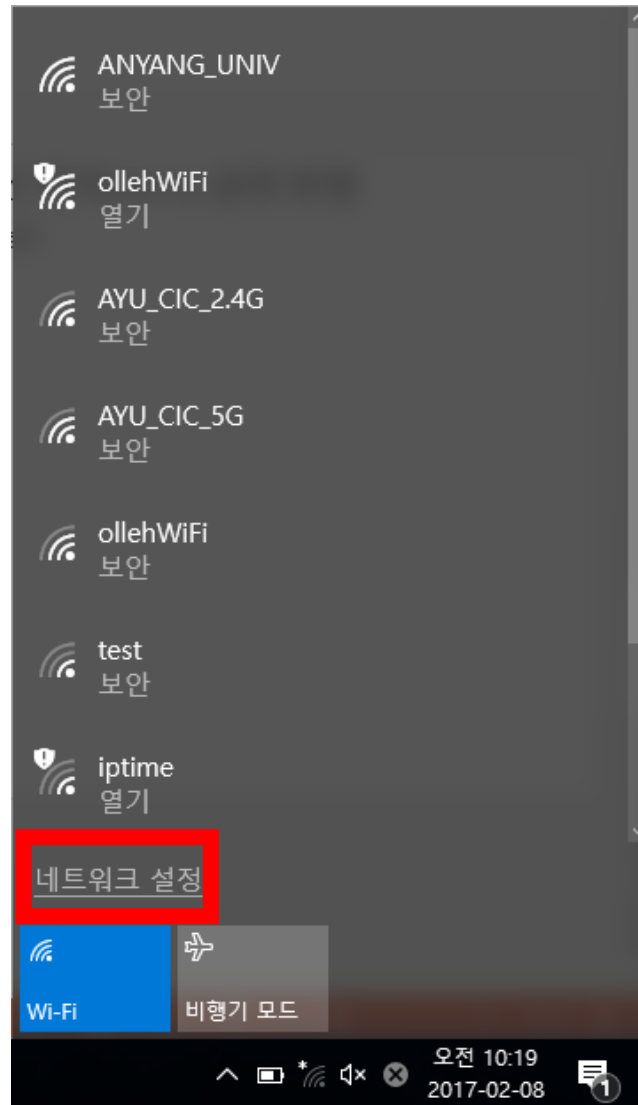 ANYANG_UNIV
보안
ollehWiFi
열기
AYU_CIC_2.4G
보안
AYU_CIC_5G
보안
ollehWiFi
보안
test
보안
iptime
열기
네트워크 설정
Wi-Fi
비행기 모드
오전 10:19
2017-02-08
1